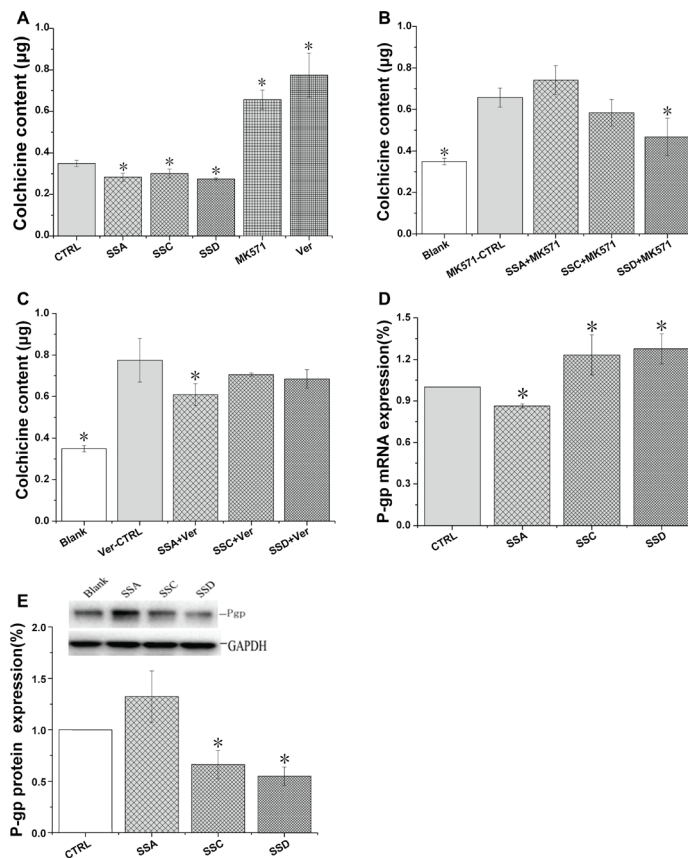 A
Colchicine content (µg)
1.0
0.8
0.6
0.4
0.2
0.0
*
*
*
*
*
CTRL
SSA
SSC
SSD
MK571
Ver
B
Colchicine content (µg)
1.0
0.8
0.6
0.4
0.2
0.0
*
*
Blank
MK571-CTRL
SSA+MK571
SSC+MK571
SSD+MK571
C
Colchicine content (µg)
1.0
0.8
0.6
0.4
0.2
0.0
*
*
Blank
Ver-CTRL
SSA+Ver
SSC+Ver
SSD+Ver
D
P-gp mRNA expression(%)
1.5
1.2
0.9
0.6
0.3
0.0
*
*
*
CTRL
SSA
SSC
SSD
E
Blank
SSA
SSC
SSD
Pgp
GAPDH
P-gp protein expression(%)
2.0
1.5
1.0
0.5
0.0
*
*
CTRL
SSA
SSC
SSD